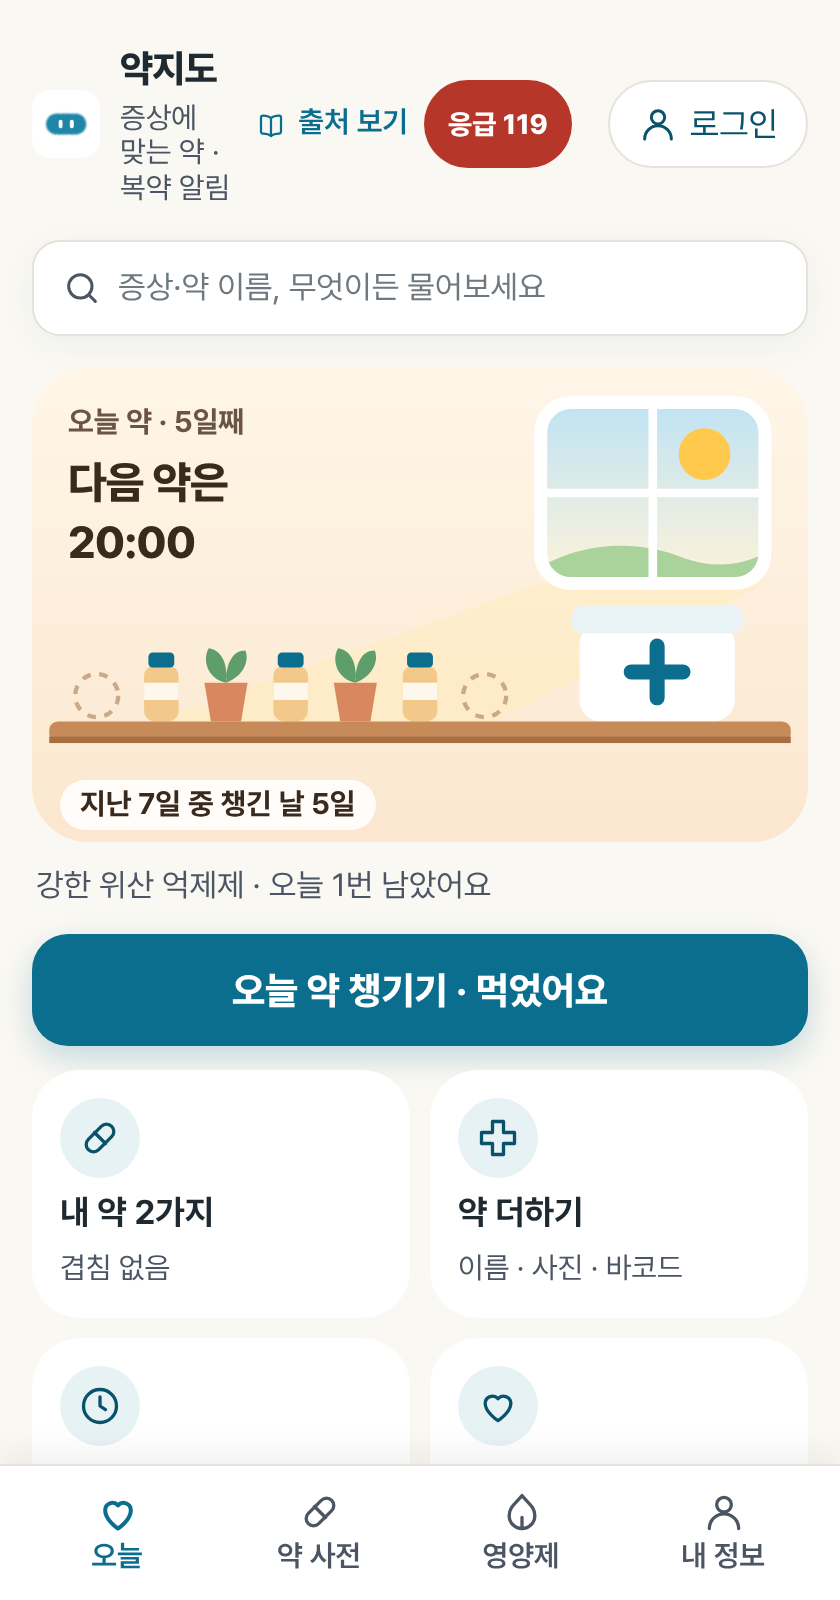 약지도
증상에
맞는 약 ·
복약 알림
출처 보기
응급 119
로그인
증상·약 이름, 무엇이든 물어보세요
오늘 약 · 5일째
다음 약은
20:00
지난 7일 중 챙긴 날 5일
강한 위산 억제제 · 오늘 1번 남았어요
오늘 약 챙기기 · 먹었어요
내 약 2가지
겹침 없음
약 더하기
이름 · 사진 · 바코드
오늘
약 사전
영양제
내 정보